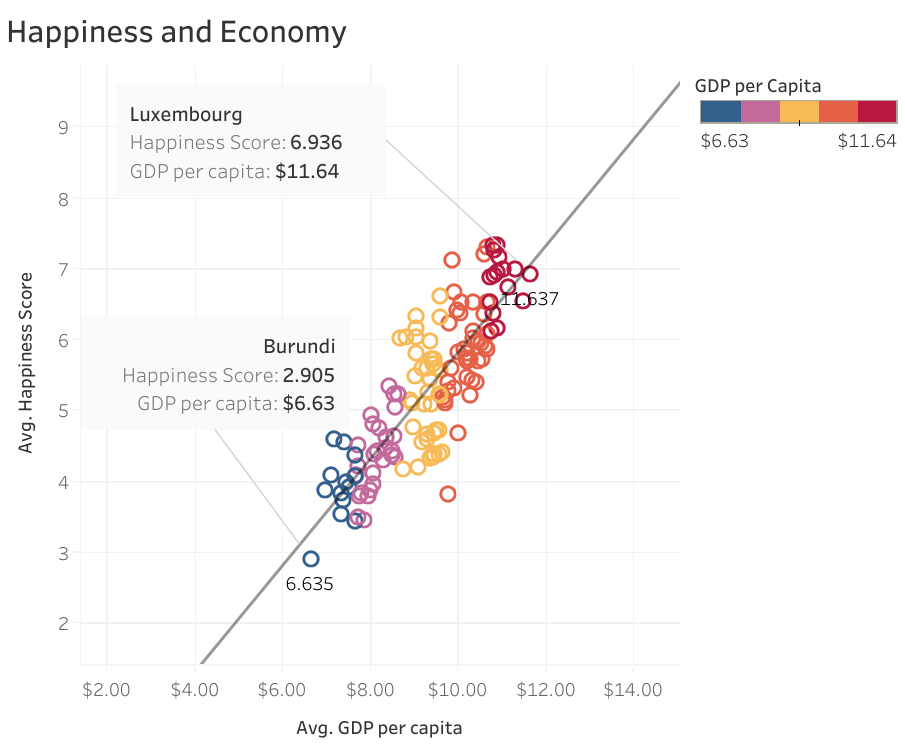 Happiness and Economy
GDP per Capita
$6.63 $11.64
Luxembourg
Happiness Score: 6.936
GDP per capita: $11.64
Burundi
Happiness Score: 2.905
GDP per capita: $6.63
Avg. Happiness Score
9
8
7
6
5
4
3
2
11.637
6.635
$2.00 $4.00 $6.00 $8.00 $10.00 $12.00 $14.00
Avg. GDP per capita